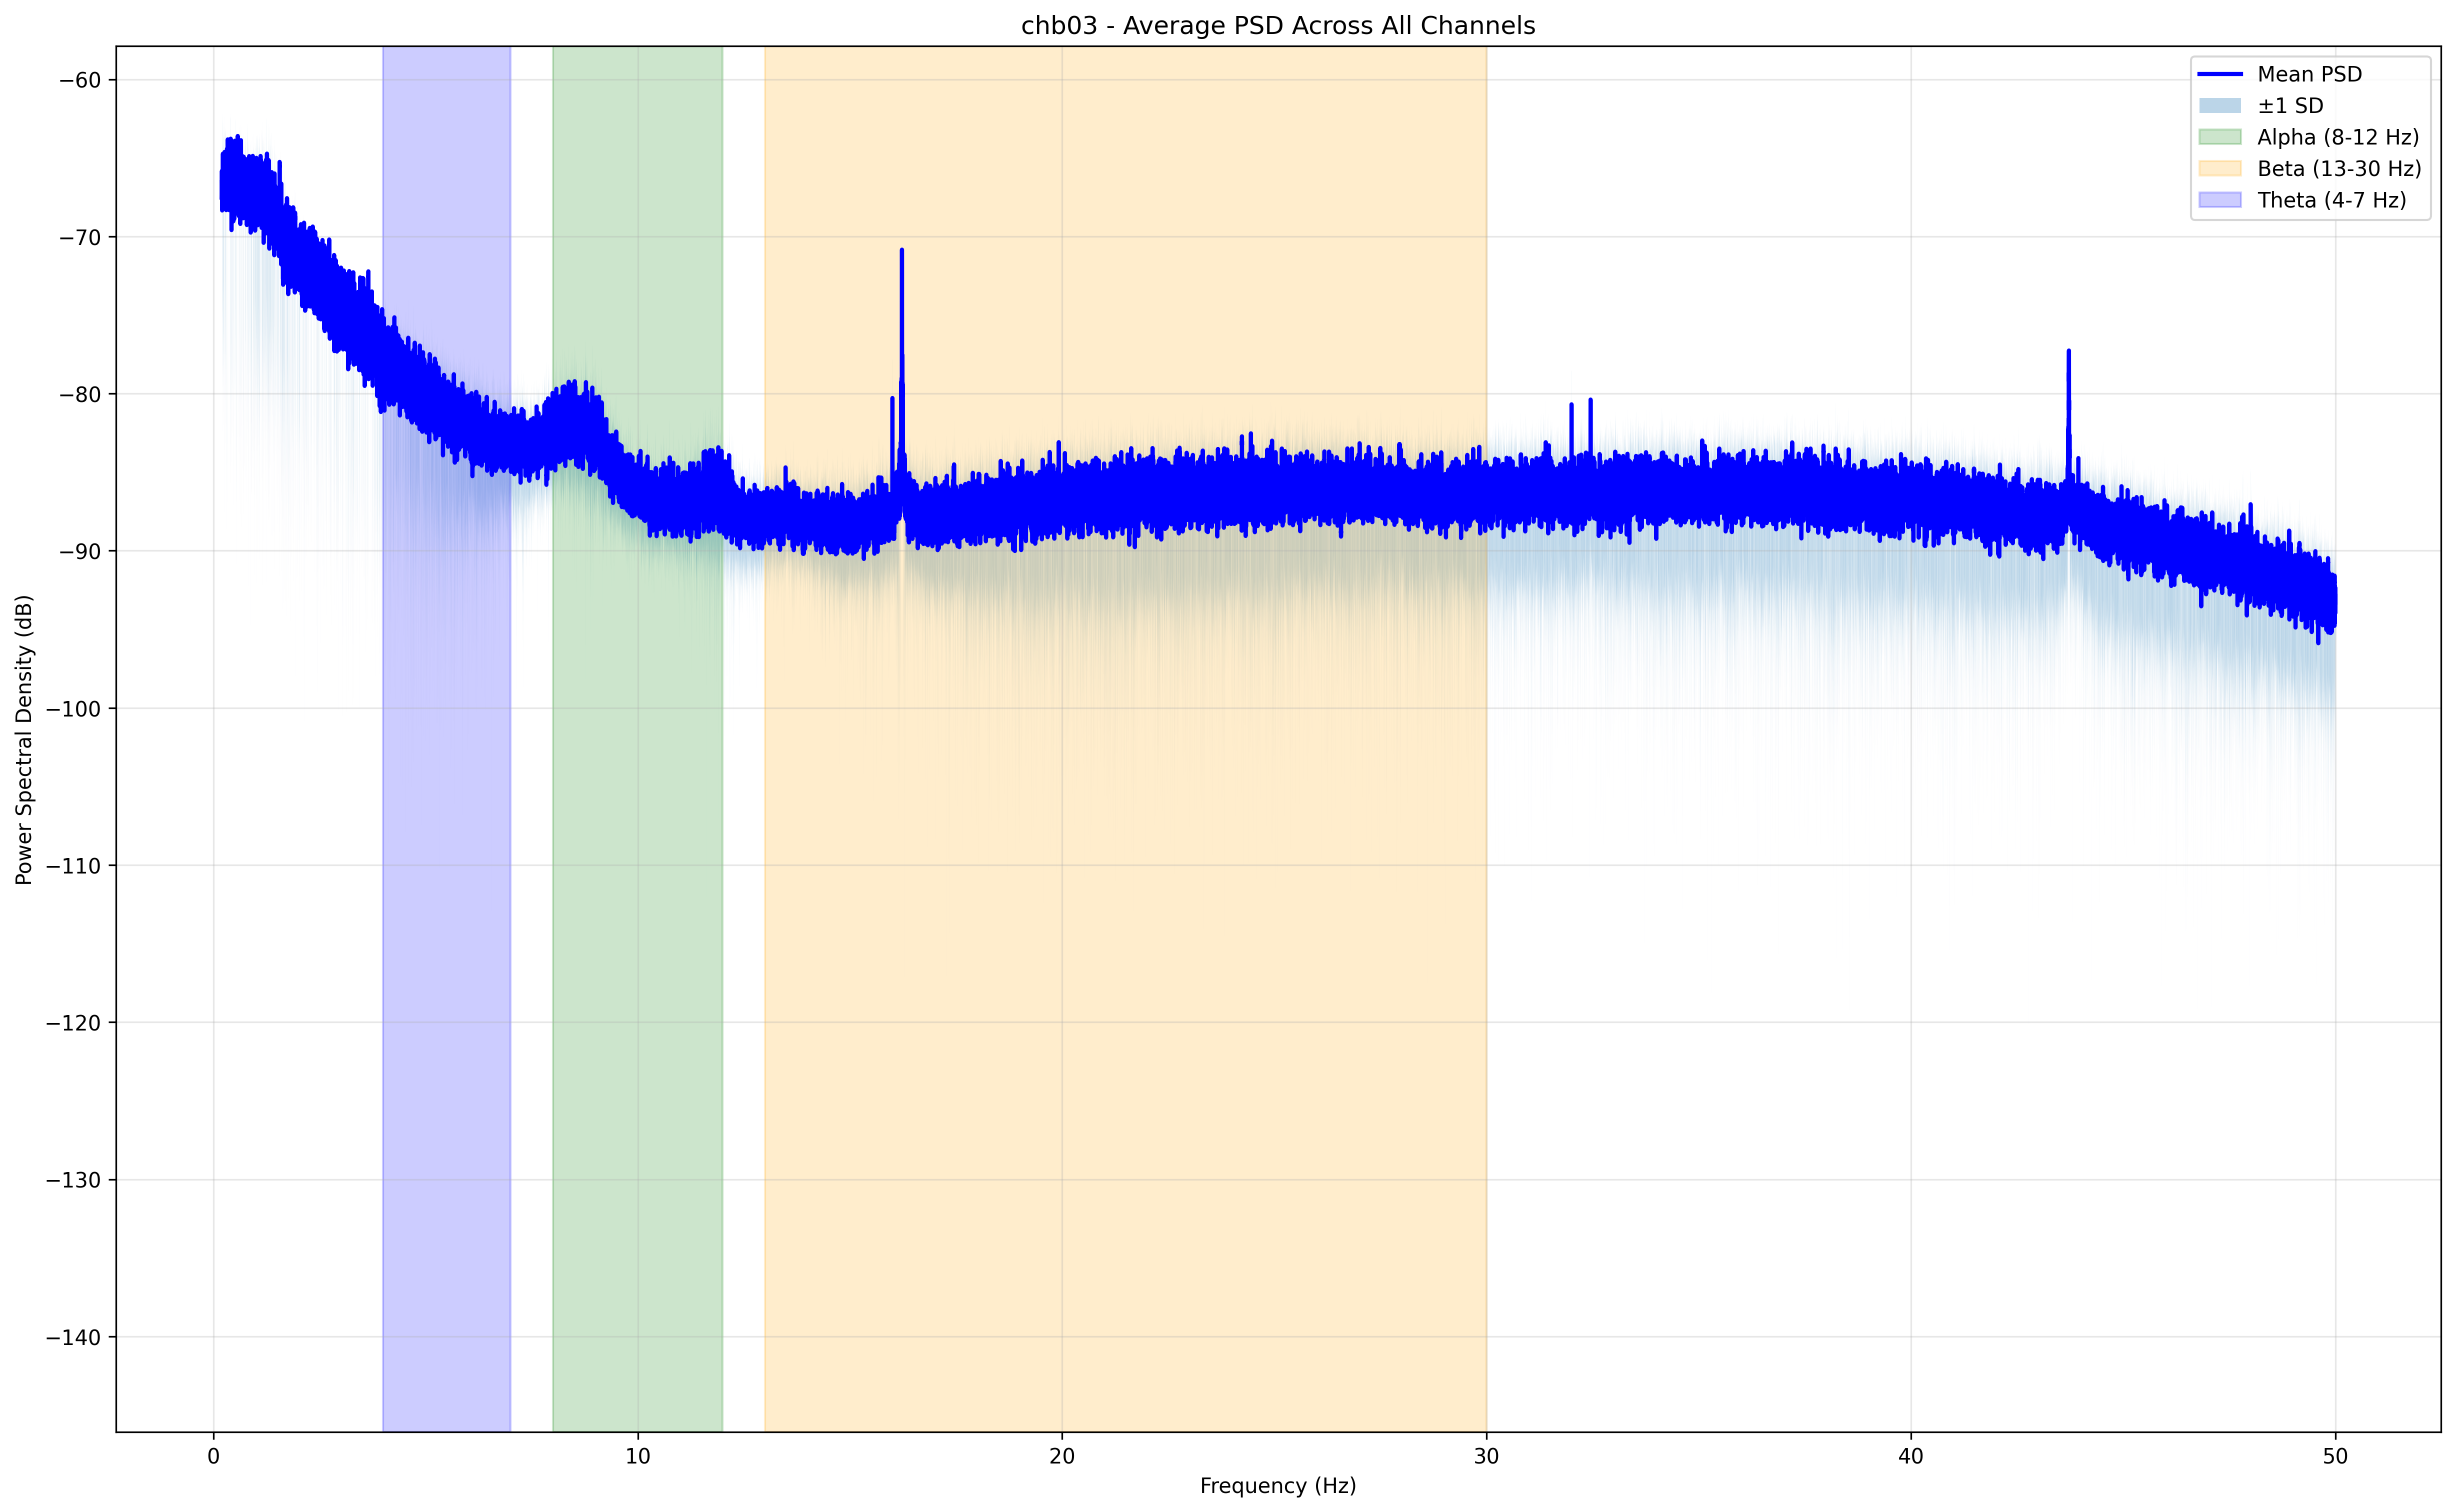 chb03 - Average PSD Across All Channels
Mean PSD
±1 SD
Alpha (8-12 Hz)
Beta (13-30 Hz)
Theta (4-7 Hz)
Power Spectral Density (dB)
−60
−70
−80
−90
−100
−110
−120
−130
−140
0 10 20 30 40 50
Frequency (Hz)